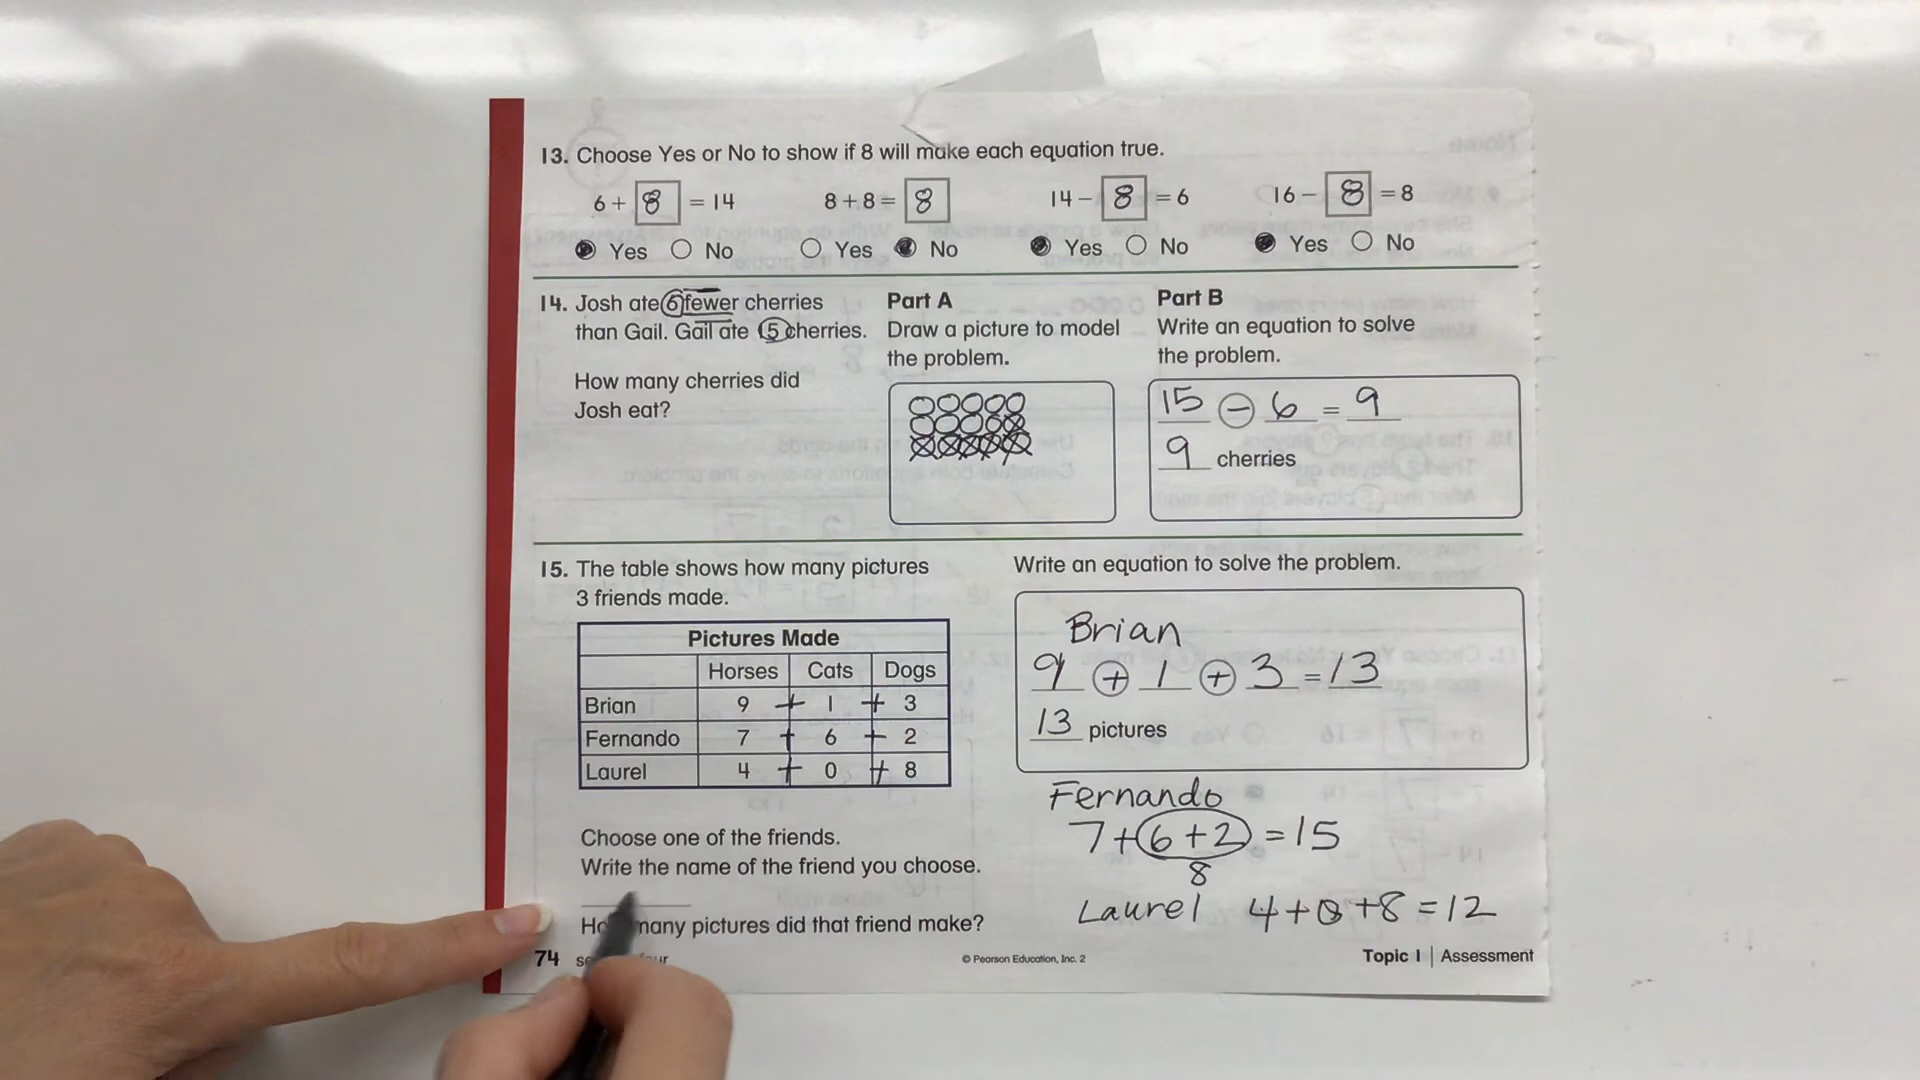 13. Choose Yes or No to show if 8 will make each equation true.
6 + 8 = 14 8 + 8 = 8 14 − 8 = 6 16 − 8 = 8
Yes No Yes No Yes No Yes No
14. Josh ate 6 fewer cherries
than Gail. Gail ate 15 cherries.
How many cherries did
Josh eat?
Part A
Draw a picture to model
the problem.
Part B
Write an equation to solve
the problem.
15 − 6 = 9
9 cherries
15. The table shows how many pictures
3 friends made.
Pictures Made
Horses Cats Dogs
Brian 9 + 1 + 3
Fernando 7 + 6 + 2
Laurel 4 + 0 + 8
Choose one of the friends.
Write the name of the friend you choose.
many pictures did that friend make?
Write an equation to solve the problem.
Brian
9 + 1 + 3 = 13
13 pictures
Fernando
7 + 6 + 2 = 15
8
Laurel 4 + 0 + 8 = 12
74
© Pearson Education, Inc. 2
Topic 1 | Assessment